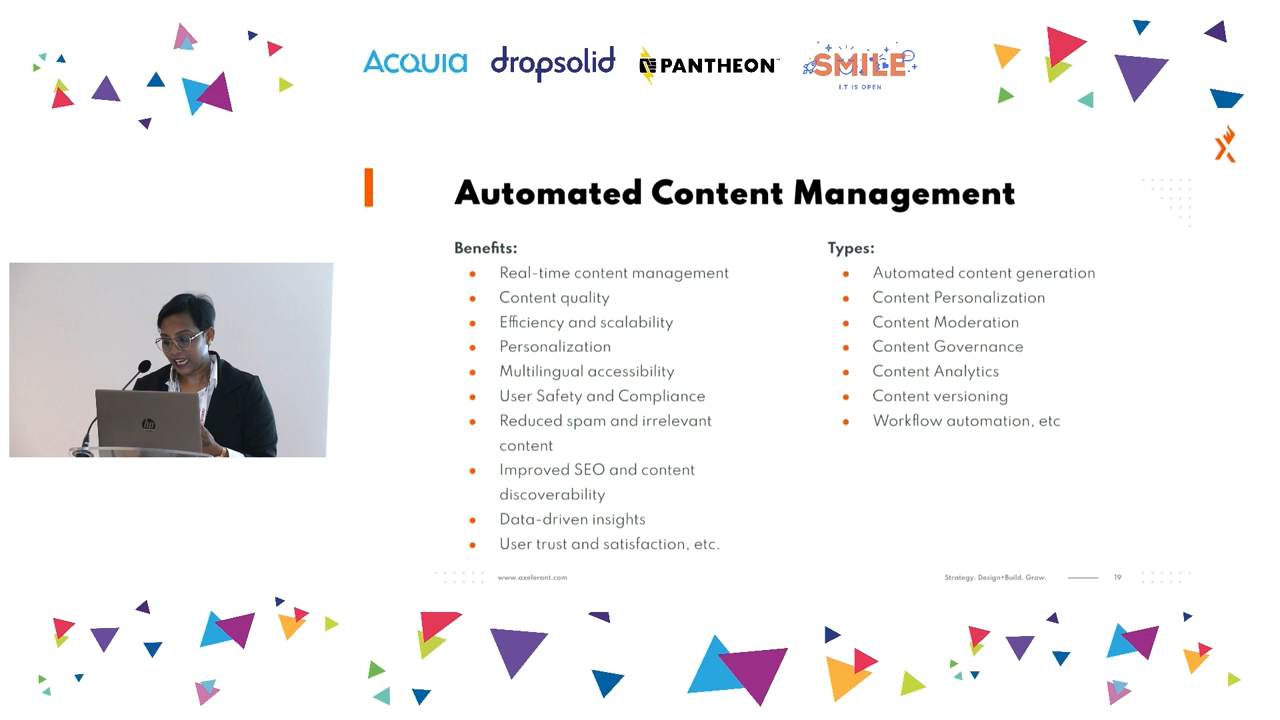 ACQUIA
dropsolid
PANTHEON
SMILE
I.T IS OPEN
Automated Content Management
Benefits:
Real-time content management
Content quality
Efficiency and scalability
Personalization
Multilingual accessibility
User Safety and Compliance
Reduced spam and irrelevant
content
Improved SEO and content
discoverability
Data-driven insights
User trust and satisfaction, etc.
Types:
Automated content generation
Content Personalization
Content Moderation
Content Governance
Content Analytics
Content versioning
Workflow automation, etc
hp
www.axelerant.com
Strategy. Design+Build. Grow.
19